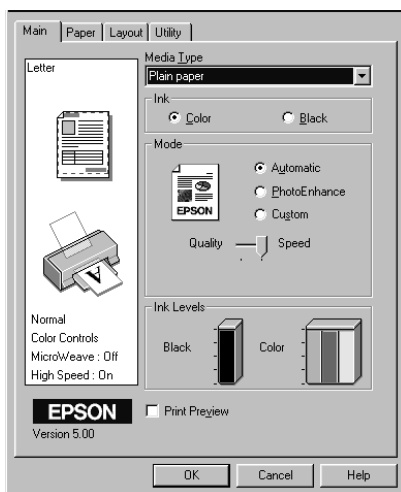 Main Paper Layout Utility
Letter
Media Type
Plain paper
Ink
Color Black
Mode
EPSON
Automatic
PhotoEnhance
Custom
Quality Speed
A
Normal
Color Controls
MicroWeave : Off
High Speed : On
Ink Levels
Black Color
EPSON
Version 5.00
Print Preview
OK Cancel Help